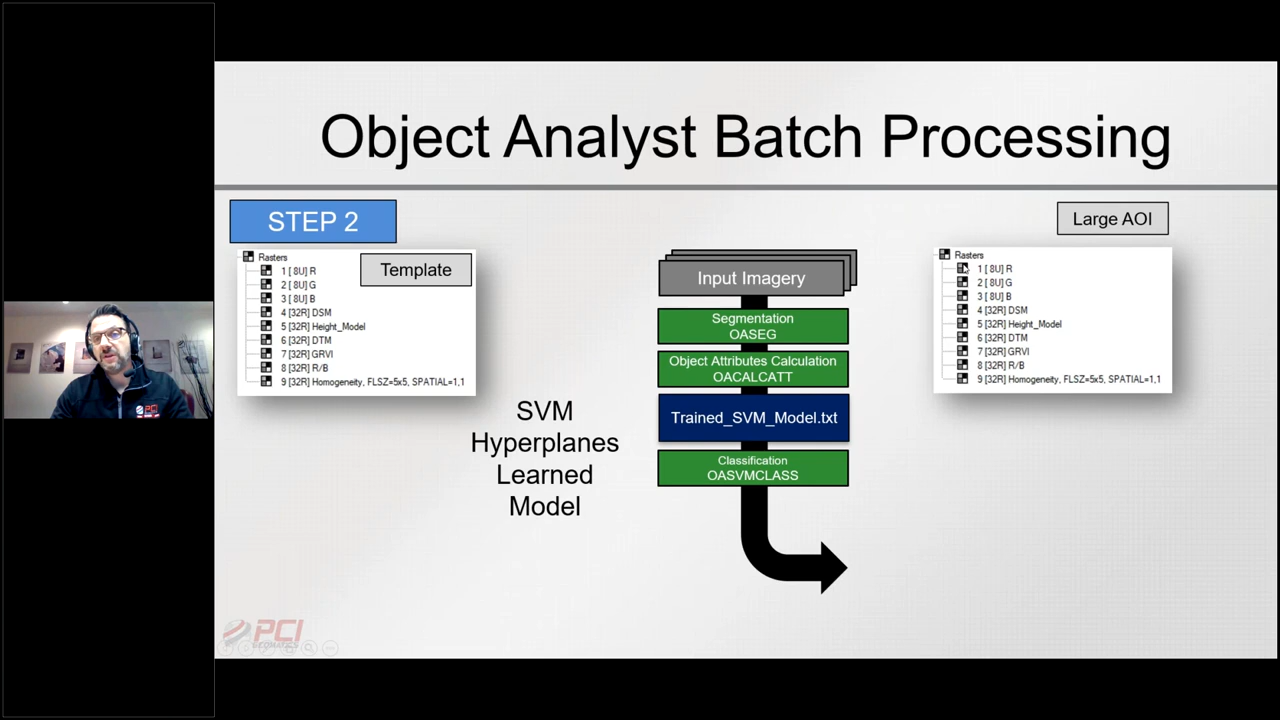 Object Analyst Batch Processing
STEP 2
Rasters
Template
1 [ 8U] R
2 [ 8U] G
3 [ 8U] B
4 [32R] DSM
5 [32R] Height_Model
6 [32R] DTM
7 [32R] GRVI
8 [32R] R/B
9 [32R] Homogeneity, FLSZ=5x5, SPATIAL=1,1
SVM
Hyperplanes
Learned
Model
Input Imagery
Segmentation
OASEG
Object Attributes Calculation
OACALCATT
Trained_SVM_Model.txt
Classification
OASVMCLASS
Large AOI
Rasters
1 [ 8U] R
2 [ 8U] G
3 [ 8U] B
4 [32R] DSM
5 [32R] Height_Model
6 [32R] DTM
7 [32R] GRVI
8 [32R] R/B
9 [32R] Homogeneity, FLSZ=5x5, SPATIAL=1,1
PCI
PCI